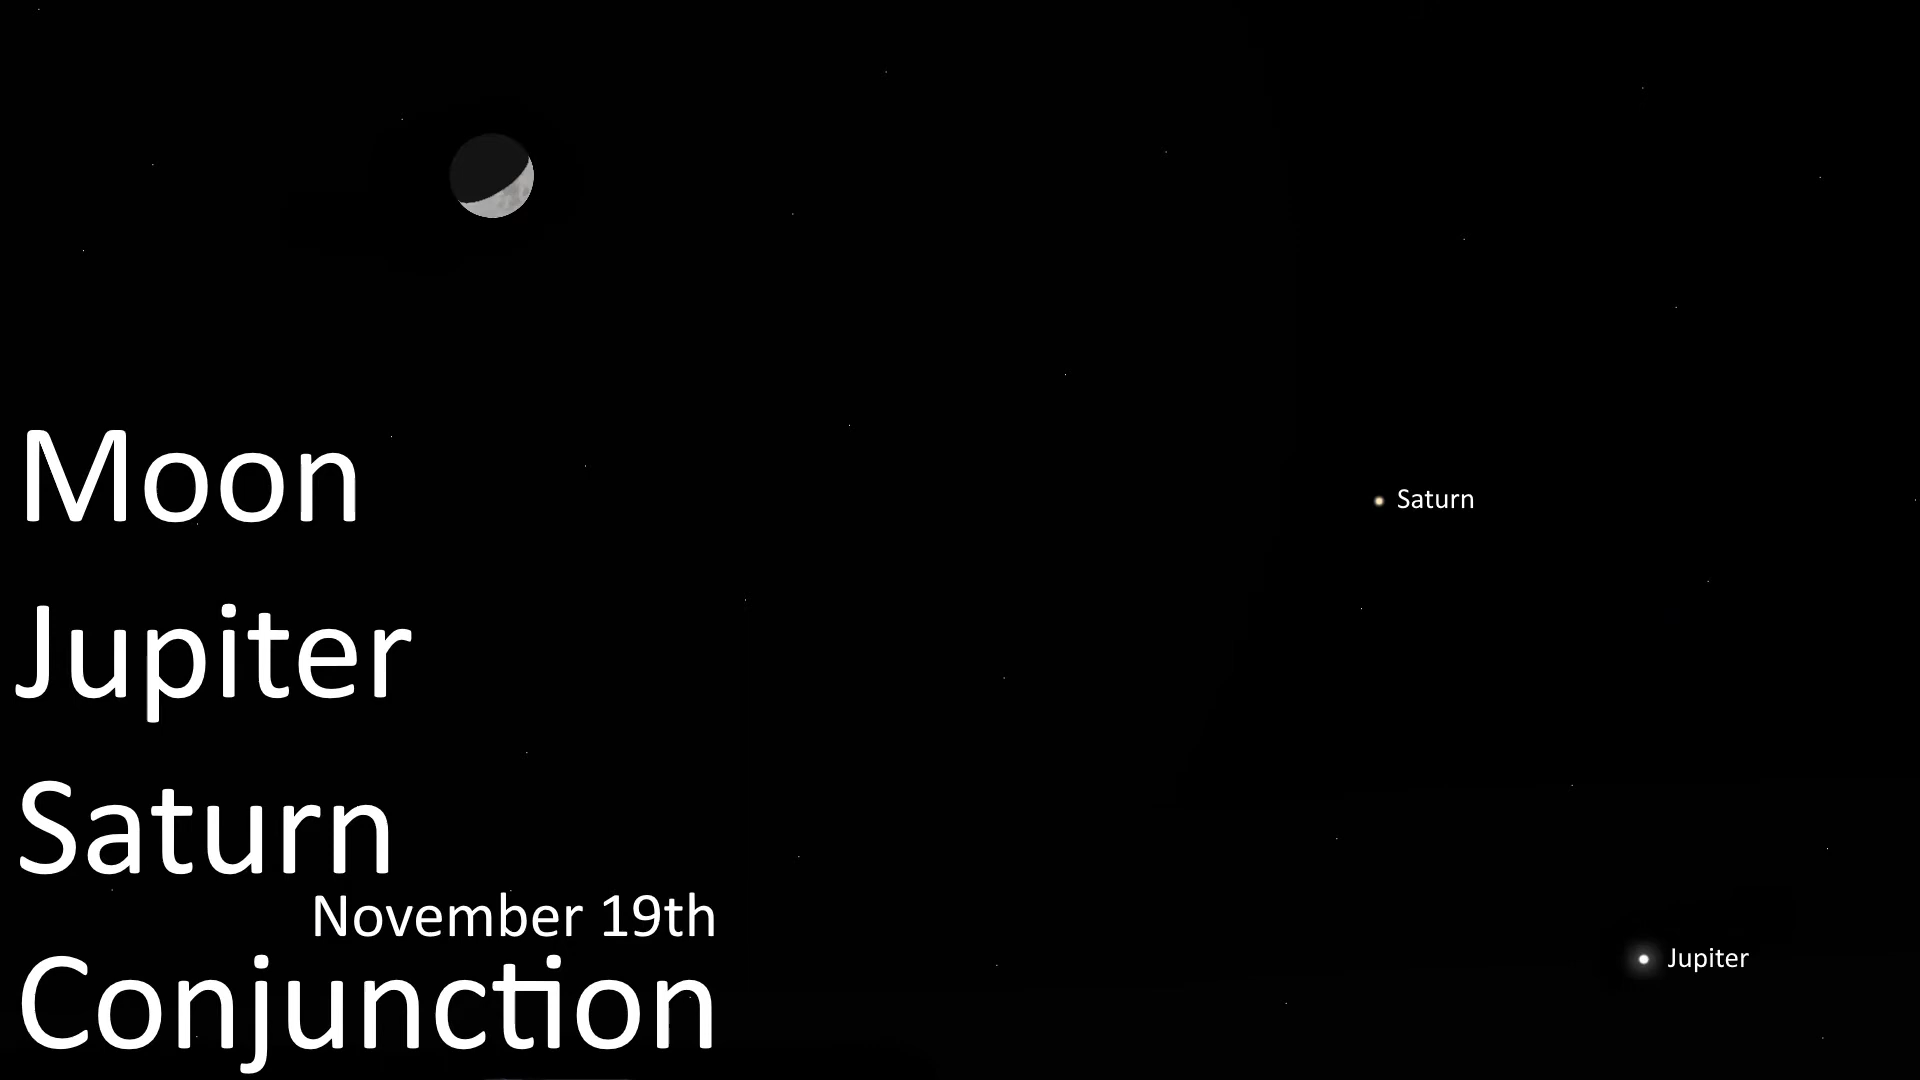 Saturn
Moon
Jupiter
Saturn
November 19th
Jupiter
Conjunction